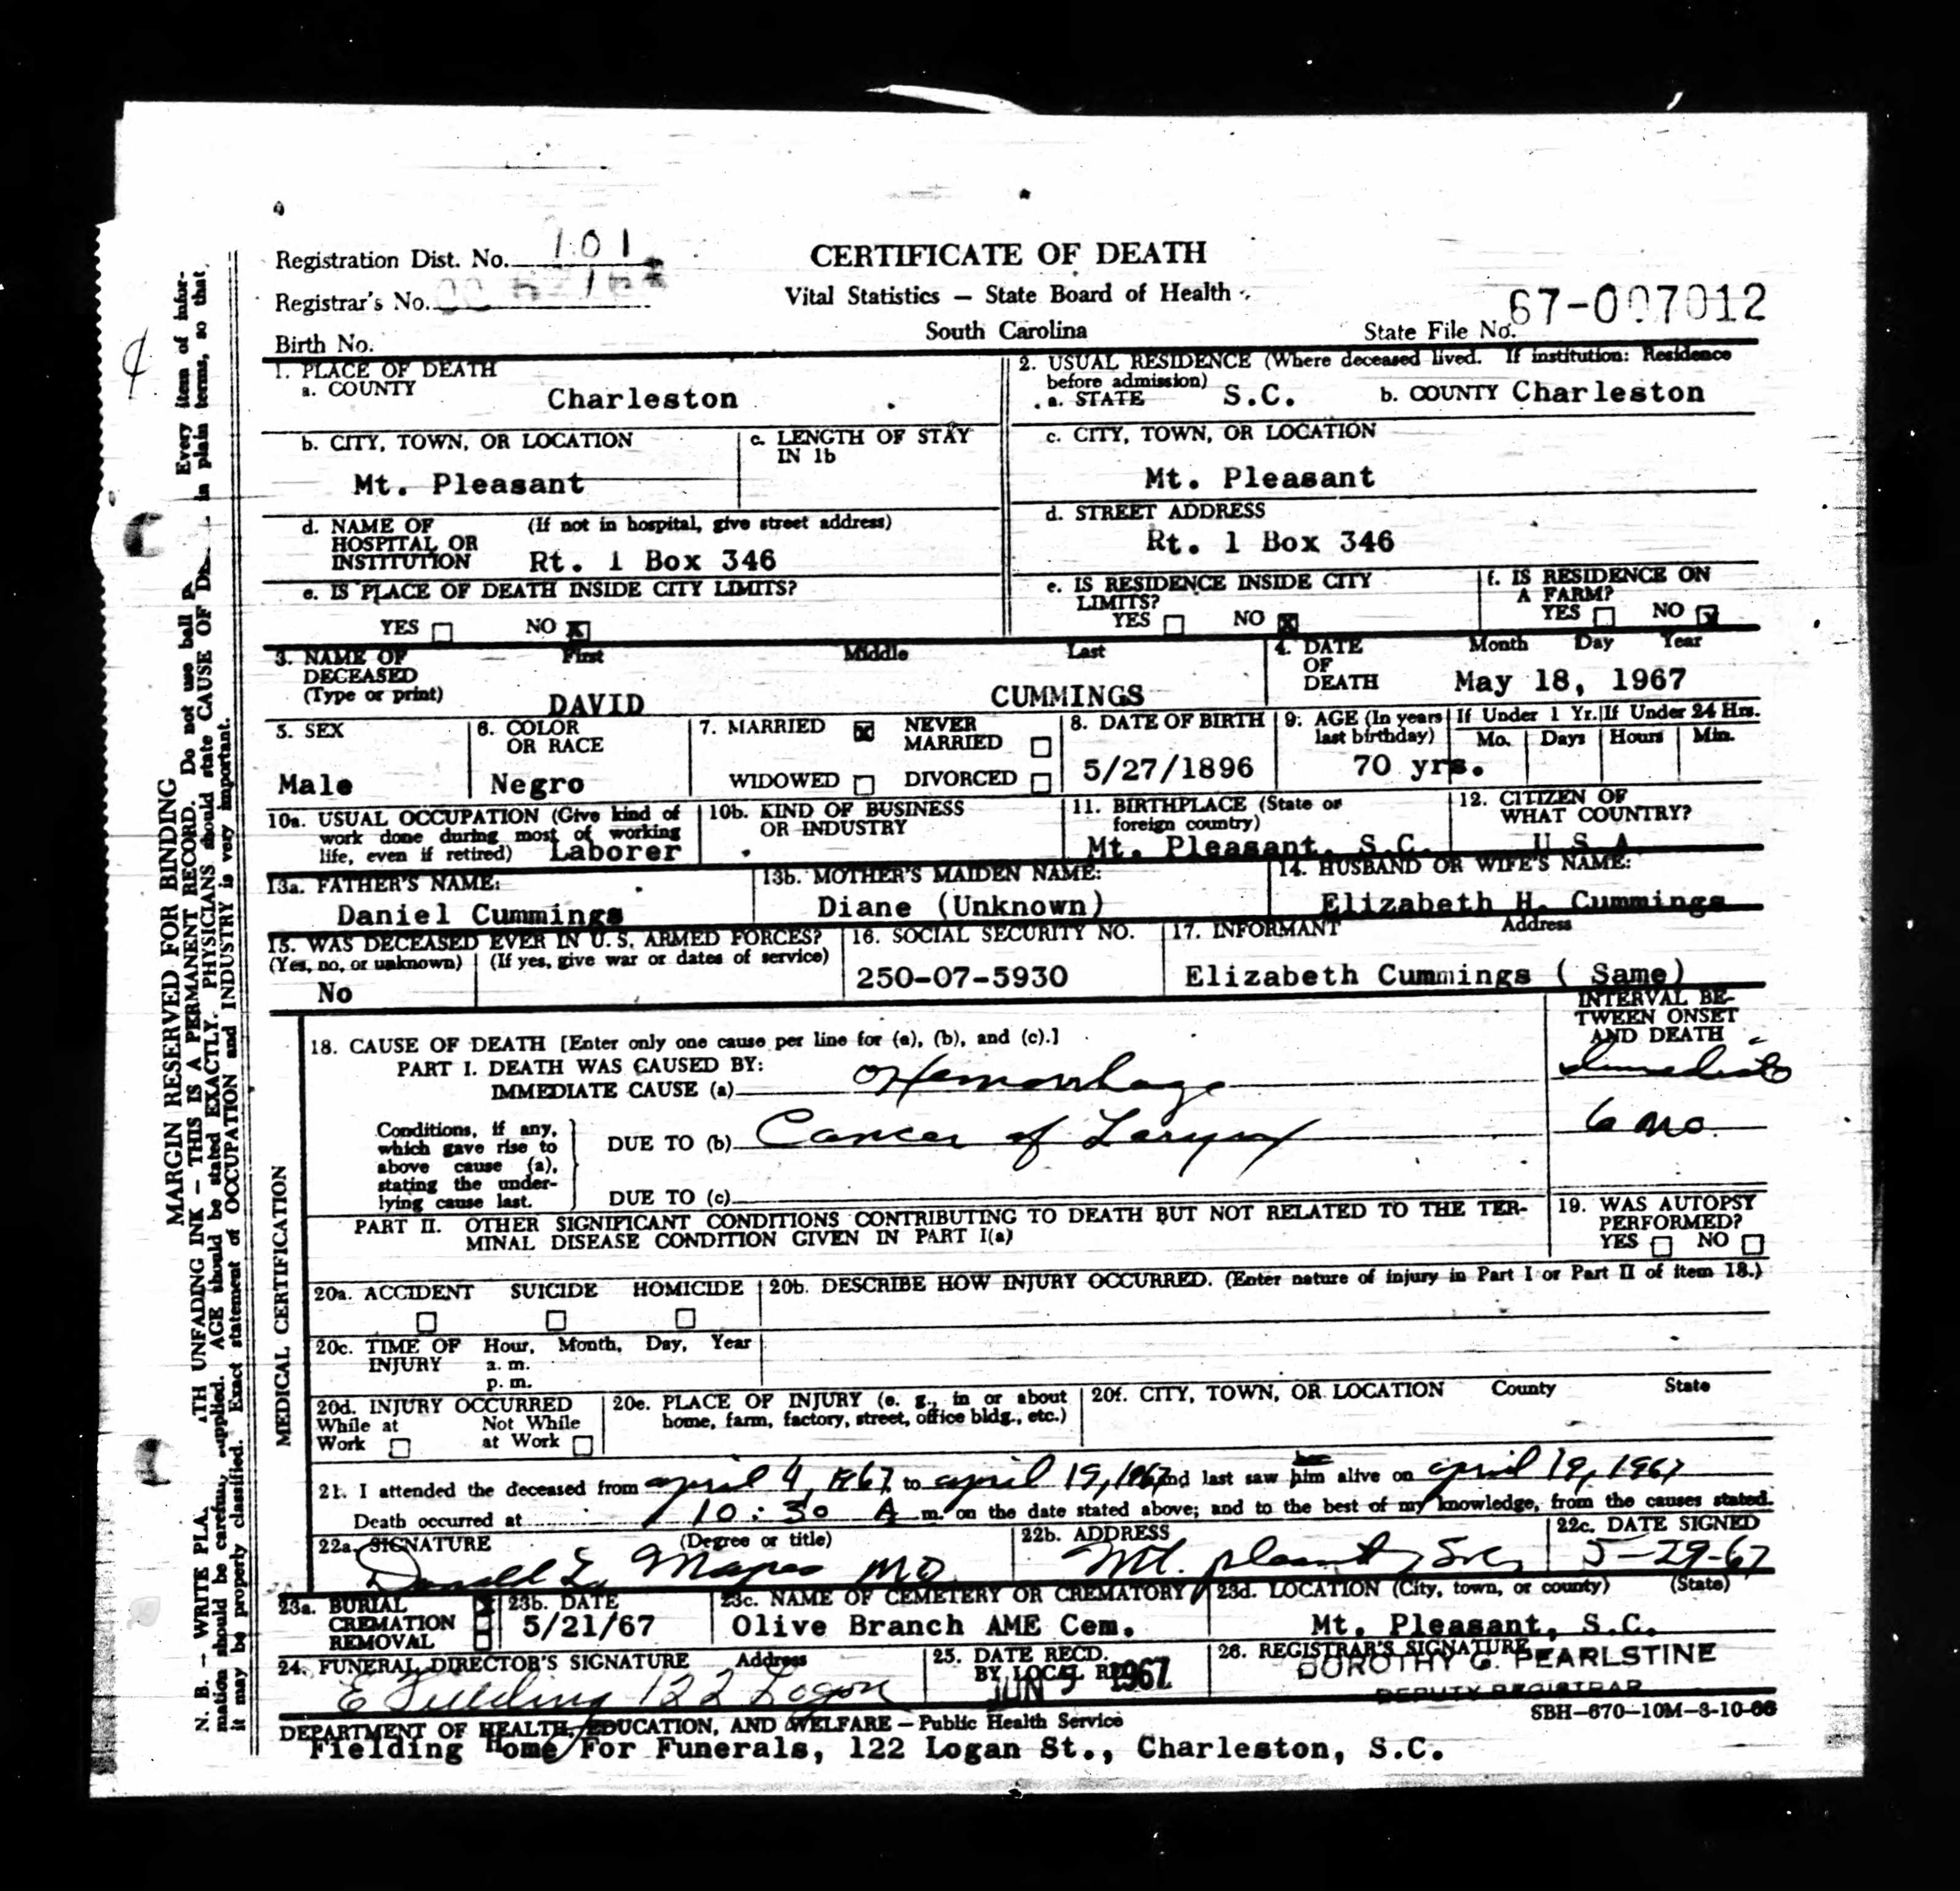 Registration Dist. No. 101
CERTIFICATE OF DEATH
Registrar's No.
Vital Statistics — State Board of Health
67-007012
South Carolina
State File No.
Birth No.
1. PLACE OF DEATH
a. COUNTY
Charleston
2. USUAL RESIDENCE (Where deceased lived. If institution: Residence
before admission)
a. STATE S.C. b. COUNTY Charleston
b. CITY, TOWN, OR LOCATION
Mt. Pleasant
c. LENGTH OF STAY
IN 1b
c. CITY, TOWN, OR LOCATION
Mt. Pleasant
d. NAME OF (If not in hospital, give street address)
HOSPITAL OR
INSTITUTION Rt. 1 Box 346
d. STREET ADDRESS
Rt. 1 Box 346
e. IS PLACE OF DEATH INSIDE CITY LIMITS?
YES NO X
e. IS RESIDENCE INSIDE CITY
LIMITS?
YES NO X
f. IS RESIDENCE ON
A FARM?
YES NO
3. NAME OF First Middle Last
DECEASED
(Type or print)
DAVID CUMMINGS
4. DATE Month Day Year
OF
DEATH May 18, 1967
5. SEX
Male
6. COLOR
OR RACE
Negro
7. MARRIED X NEVER
MARRIED
WIDOWED DIVORCED
8. DATE OF BIRTH
5/27/1896
9. AGE (In years
last birthday)
70 yrs.
If Under 1 Yr.
Mo. Days
If Under 24 Hrs.
Hours Min.
10a. USUAL OCCUPATION (Give kind of
work done during most of working
life, even if retired) Laborer
10b. KIND OF BUSINESS
OR INDUSTRY
11. BIRTHPLACE (State or
foreign country)
Mt. Pleasant, S.C.
12. CITIZEN OF
WHAT COUNTRY?
U S A
13a. FATHER'S NAME:
Daniel Cummings
13b. MOTHER'S MAIDEN NAME:
Diane (Unknown)
14. HUSBAND OR WIFE'S NAME:
Elizabeth H. Cummings
15. WAS DECEASED EVER IN U. S. ARMED FORCES?
(Yes, no, or unknown) (If yes, give war or dates of service)
No
16. SOCIAL SECURITY NO.
250-07-5930
17. INFORMANT Address
Elizabeth Cummings ( Same)
MEDICAL CERTIFICATION
18. CAUSE OF DEATH [Enter only one cause per line for (a), (b), and (c).]
INTERVAL BE-
TWEEN ONSET
AND DEATH
PART I. DEATH WAS CAUSED BY:
IMMEDIATE CAUSE (a) Hemorrhage Immediate
Conditions, if any,
which gave rise to
above cause (a),
stating the under-
lying cause last.
DUE TO (b) Cancer of Larynx 6 mo.
DUE TO (c)
PART II. OTHER SIGNIFICANT CONDITIONS CONTRIBUTING TO DEATH BUT NOT RELATED TO THE TER-
MINAL DISEASE CONDITION GIVEN IN PART I(a)
19. WAS AUTOPSY
PERFORMED?
YES NO
20a. ACCIDENT SUICIDE HOMICIDE
20b. DESCRIBE HOW INJURY OCCURRED. (Enter nature of injury in Part I or Part II of item 18.)
20c. TIME OF Hour, Month, Day, Year
INJURY a. m.
p. m.
20d. INJURY OCCURRED
While at Not While
Work at Work
20e. PLACE OF INJURY (e. g., in or about
home, farm, factory, street, office bldg., etc.)
20f. CITY, TOWN, OR LOCATION County State
21. I attended the deceased from april 4, 1967 to april 19, 1967 and last saw him alive on april 19, 1967
Death occurred at 10:30 A m. on the date stated above; and to the best of my knowledge, from the causes stated.
22a. SIGNATURE (Degree or title)
Donald L. Mapes MD
22b. ADDRESS
Mt. pleasant, S.C.
22c. DATE SIGNED
5-29-67
23a. BURIAL X
CREMATION
REMOVAL
23b. DATE
5/21/67
23c. NAME OF CEMETERY OR CREMATORY
Olive Branch AME Cem.
23d. LOCATION (City, town, or county) (State)
Mt. Pleasant, S.C.
24. FUNERAL DIRECTOR'S SIGNATURE Address
E Fielding 122 Logan
25. DATE RECD.
BY LOCAL REG.
JUN 5 1967
26. REGISTRAR'S SIGNATURE
DOROTHY G. PEARLSTINE
DEPUTY REGISTRAR
SBH—670—10M—8-10-66
DEPARTMENT OF HEALTH, EDUCATION, AND WELFARE — Public Health Service
Fielding Home For Funerals, 122 Logan St., Charleston, S.C.
MARGIN RESERVED FOR BINDING
N. B. — WRITE PLA TH UNFADING INK — THIS IS A PERMANENT RECORD. Do not use ball p Every item of infor-
mation should be carefu supplied. AGE should be stated EXACTLY. PHYSICIANS should state CAUSE OF D in plain terms, so that
it may be properly classified. Exact statement of OCCUPATION and INDUSTRY is very important.